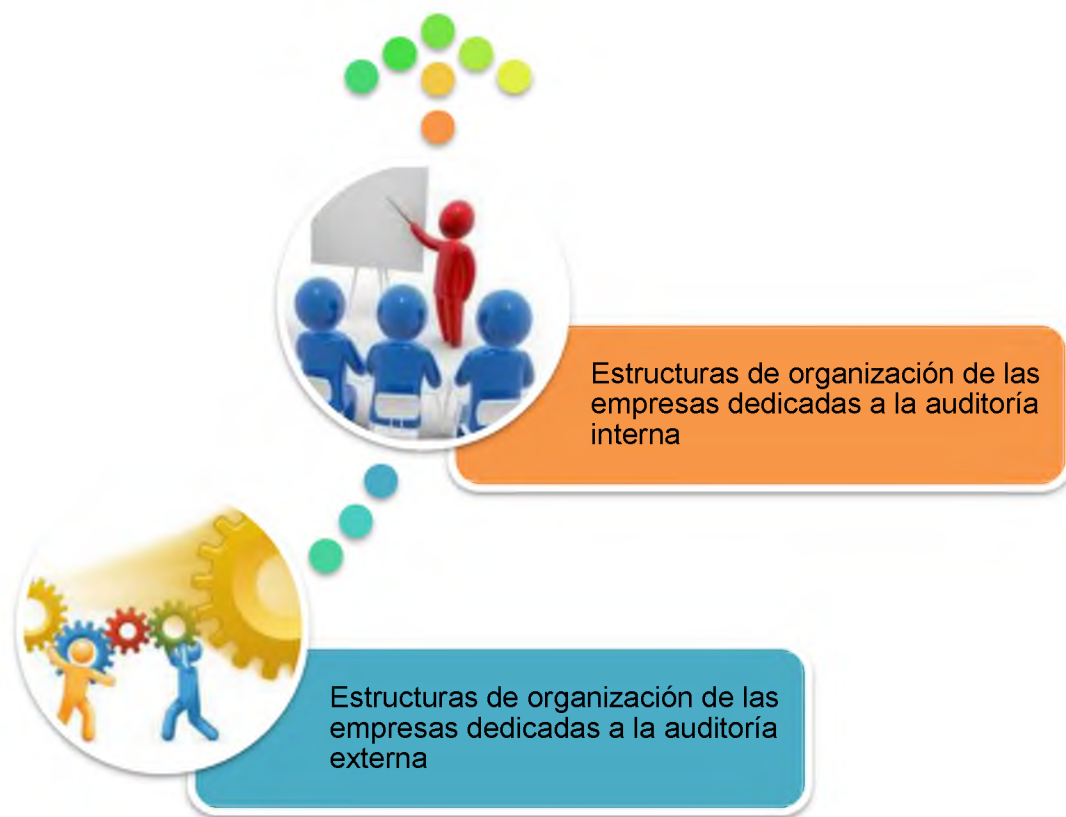 Estructuras de organización de las
empresas dedicadas a la auditoría
interna
Estructuras de organización de las
empresas dedicadas a la auditoría
externa